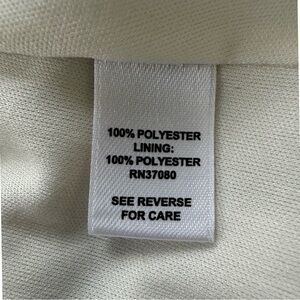 100% POLYESTER
LINING:
100% POLYESTER
RN37080
SEE REVERSE
FOR CARE